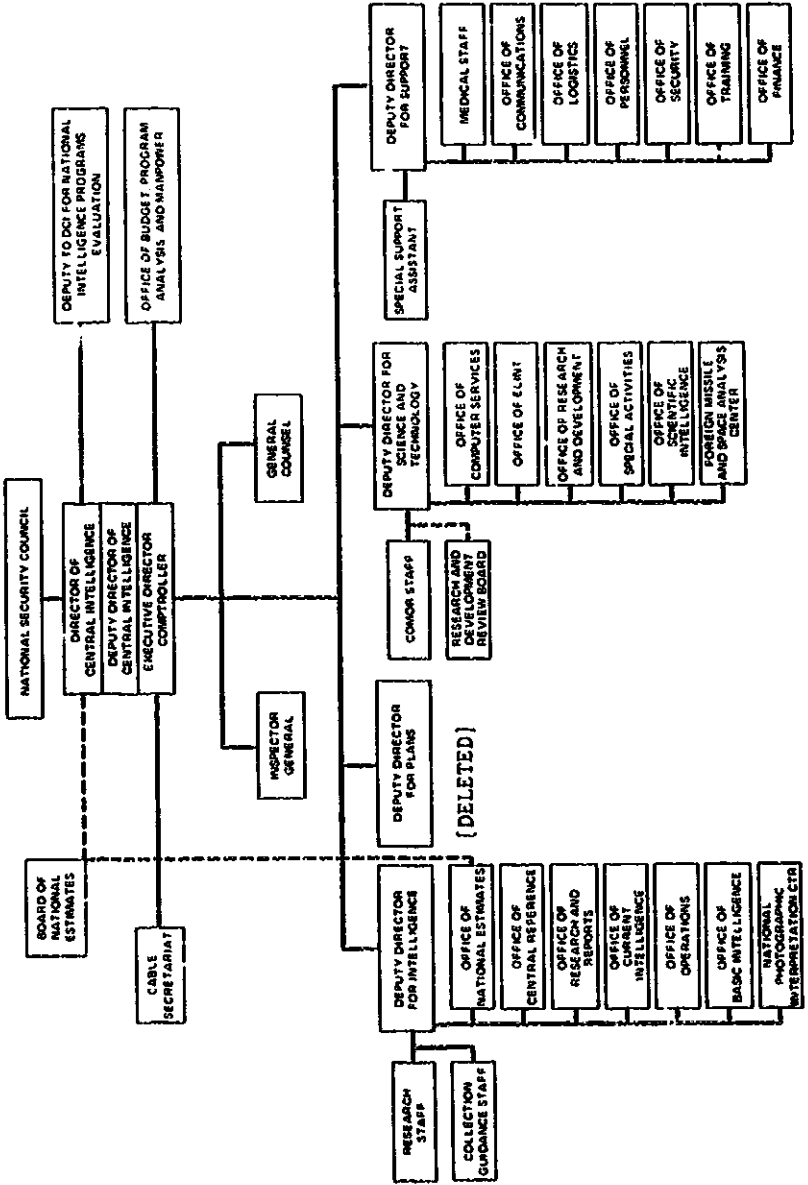 NATIONAL SECURITY COUNCIL
DIRECTOR OF
CENTRAL INTELLIGENCE
DEPUTY DIRECTOR OF
CENTRAL INTELLIGENCE
EXECUTIVE DIRECTOR
COMPTROLLER
BOARD OF
NATIONAL
ESTIMATES
CABLE
SECRETARIAT
DEPUTY TO DCI FOR NATIONAL
INTELLIGENCE PROGRAMS
EVALUATION
OFFICE OF BUDGET, PROGRAM
ANALYSIS AND MANPOWER
INSPECTOR
GENERAL
GENERAL
COUNSEL
DEPUTY DIRECTOR
FOR INTELLIGENCE
RESEARCH
STAFF
COLLECTION
GUIDANCE STAFF
OFFICE OF
NATIONAL ESTIMATES
OFFICE OF
CENTRAL REFERENCE
OFFICE OF
RESEARCH AND
REPORTS
OFFICE OF
CURRENT
INTELLIGENCE
OFFICE OF
OPERATIONS
OFFICE OF
BASIC INTELLIGENCE
NATIONAL
PHOTOGRAPHIC
INTERPRETATION CTR
DEPUTY DIRECTOR
FOR PLANS
[DELETED]
DEPUTY DIRECTOR FOR
SCIENCE AND
TECHNOLOGY
COMOR STAFF
RESEARCH AND
DEVELOPMENT
REVIEW BOARD
OFFICE OF
COMPUTER SERVICES
OFFICE OF ELINT
OFFICE OF RESEARCH
AND DEVELOPMENT
OFFICE OF
SPECIAL ACTIVITIES
OFFICE OF
SCIENTIFIC
INTELLIGENCE
FOREIGN MISSILE
AND SPACE ANALYSIS
CENTER
DEPUTY DIRECTOR
FOR SUPPORT
SPECIAL SUPPORT
ASSISTANT
MEDICAL STAFF
OFFICE OF
COMMUNICATIONS
OFFICE OF
LOGISTICS
OFFICE OF
PERSONNEL
OFFICE OF
SECURITY
OFFICE OF
TRAINING
OFFICE OF
FINANCE